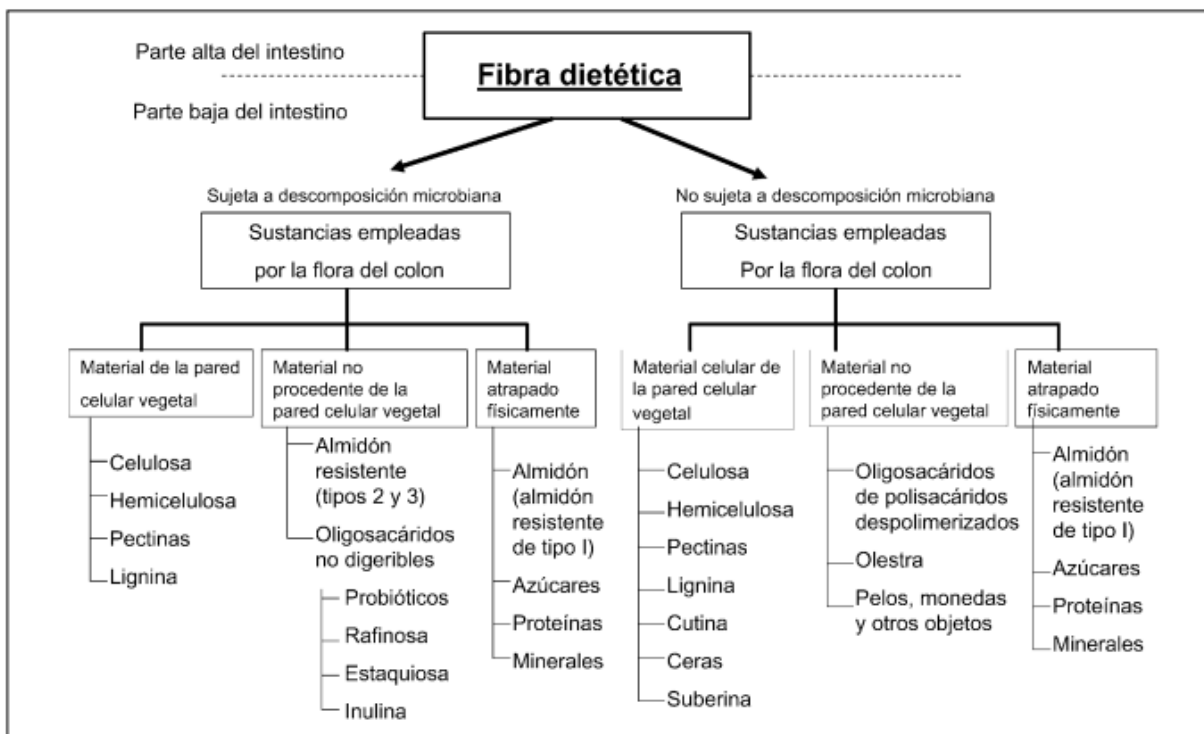 Parte alta del intestino
Fibra dietética
Parte baja del intestino
Sujeta a descomposición microbiana
Sustancias empleadas
por la flora del colon
Material de la pared
celular vegetal
Celulosa
Hemicelulosa
Pectinas
Lignina
Material no
procedente de la
pared celular vegetal
Almidón
resistente
(tipos 2 y 3)
Oligosacáridos
no digeribles
Probióticos
Rafinosa
Estaquiosa
Inulina
Material
atrapado
físicamente
Almidón
(almidón
resistente
de tipo I)
Azúcares
Proteínas
Minerales
No sujeta a descomposición microbiana
Sustancias empleadas
Por la flora del colon
Material celular de
la pared celular
vegetal
Celulosa
Hemicelulosa
Pectinas
Lignina
Cutina
Ceras
Suberina
Material no
procedente de la
pared celular vegetal
Oligosacáridos
de polisacáridos
despolimerizados
Olestra
Pelos, monedas
y otros objetos
Material
atrapado
físicamente
Almidón
(almidón
resistente
de tipo I)
Azúcares
Proteínas
Minerales